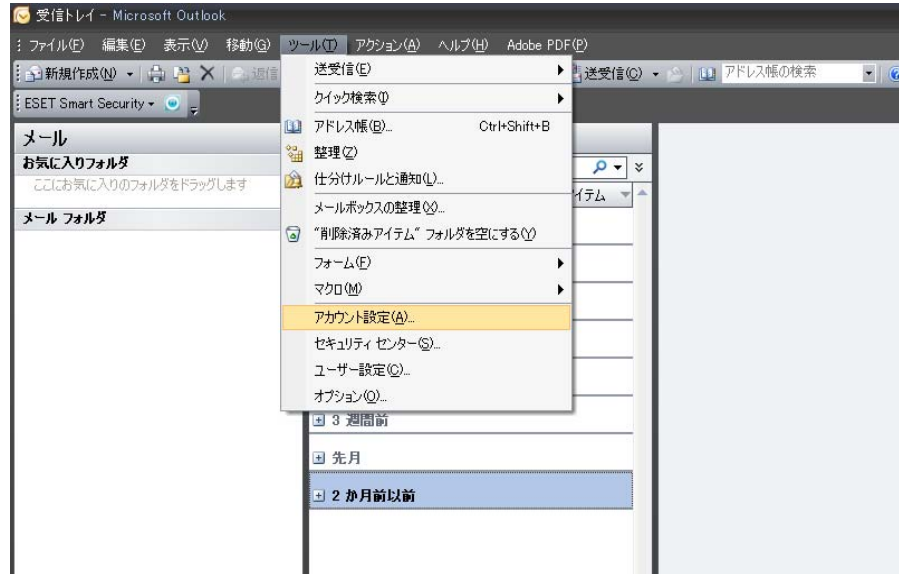 受信トレイ - Microsoft Outlook
ファイル(F) 編集(E) 表示(V) 移動(G) ツール(T) アクション(A) ヘルプ(H) Adobe PDF(P)
新規作成(N) 返信 送受信(C) アドレス帳の検索
ESET Smart Security
メール
お気に入りフォルダ
ここにお気に入りのフォルダをドラッグします
メール フォルダ
送受信(E)
クイック検索(I)
アドレス帳(B)... Ctrl+Shift+B
整理(Z)
仕分けルールと通知(L)...
メールボックスの整理(X)...
"削除済みアイテム" フォルダを空にする(Y)
フォーム(F)
マクロ(M)
アカウント設定(A)...
セキュリティ センター(S)...
ユーザー設定(C)...
オプション(O)...
イテム
3 週間前
先月
2 か月前以前